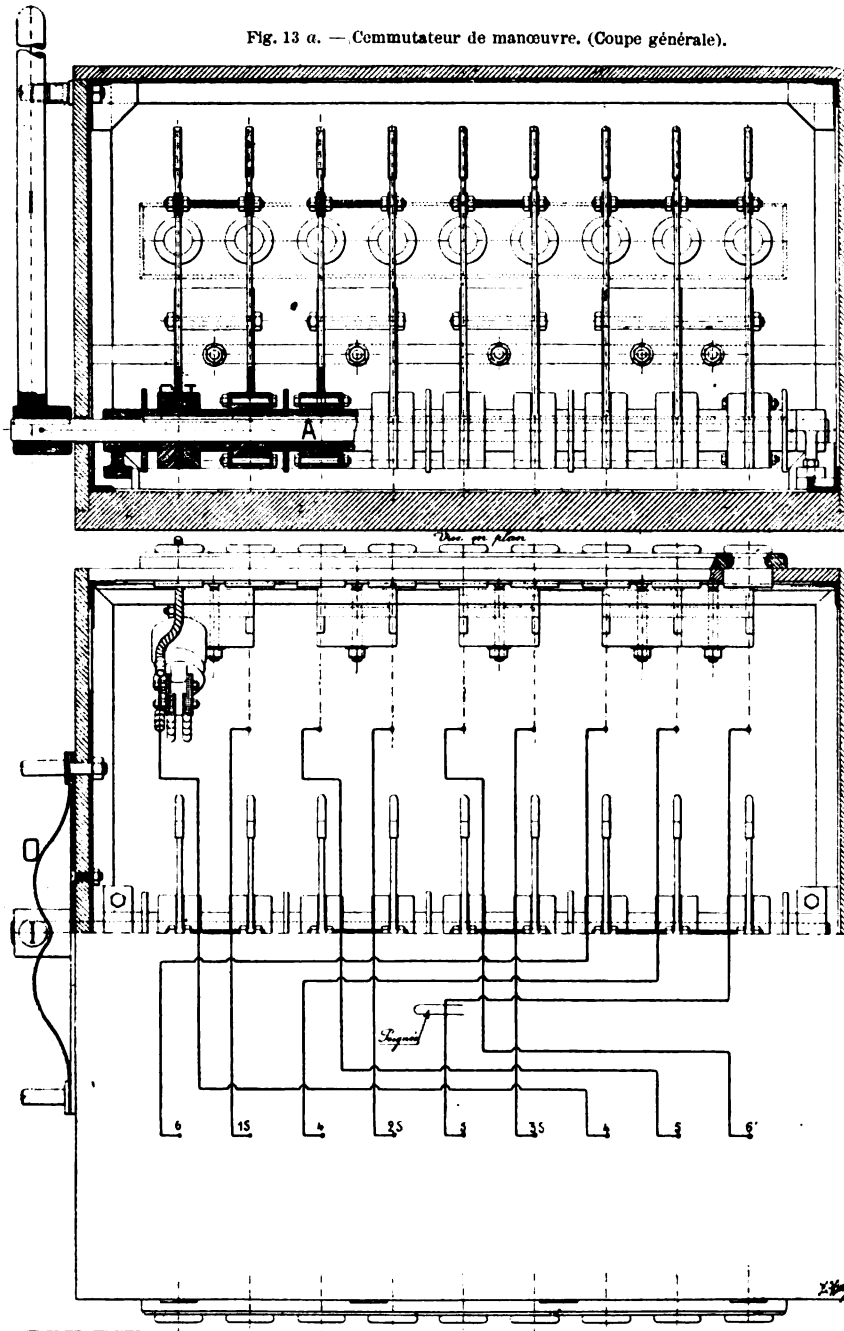 Fig. 13 a. — Commutateur de manœuvre. (Coupe générale).
A
Vue en plan
Poignée
6 1S 4 2S 5 3S 4 5 6'